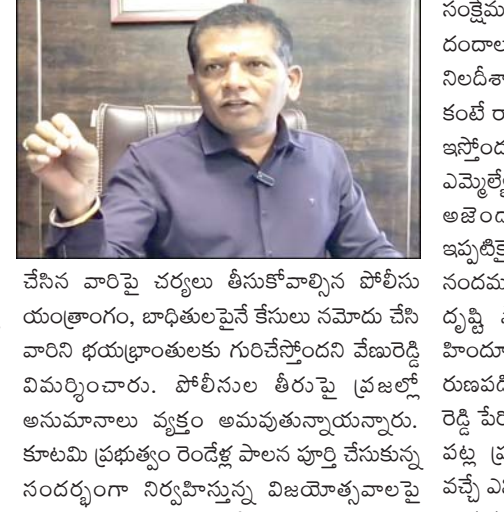 చేసిన వారిపై చర్యలు తీసుకోవాల్సిన పోలీసు
యంత్రాంగం, బాధితులపైనే కేసులు నమోదు చేసి
వారిని భయభ్రాంతులకు గురిచేస్తోందని వేణురెడ్డి
విమర్శించారు. పోలీసుల తీరుపై ప్రజల్లో
అనుమానాలు వ్యక్తం అవుతున్నాయన్నారు.
కూటమి ప్రభుత్వం రెండేళ్ల పాలన పూర్తి చేసుకున్న
సందర్భంగా నిర్వహిస్తున్న విజయోత్సవాలపై
సంక్షేమ
దందాల
నిలదీశా
కంటే రా
ఇస్తోంద
ఎమ్మెల్యే
అజెండ
ఇప్పటికై
నందమ
దృష్టి
హిందూ
రుణపడి
రెడ్డి పేరి
పట్ల ప్ర
వచ్చే ఎ